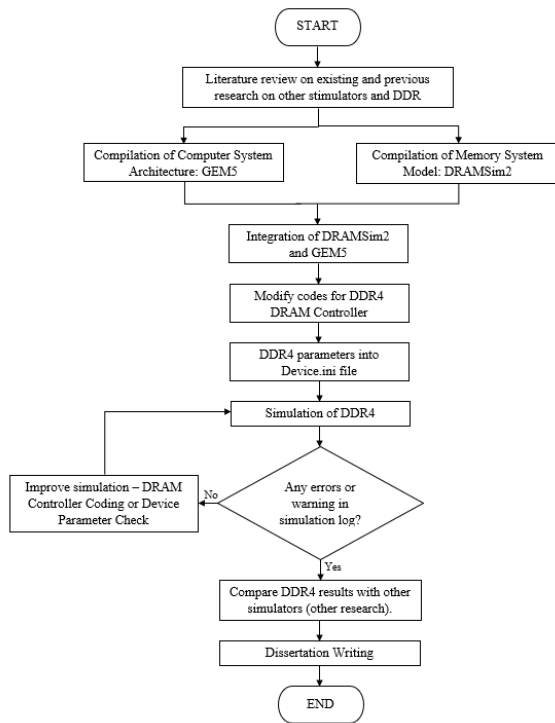 START
Literature review on existing and previous
research on other stimulators and DDR
Compilation of Computer System
Architecture: GEM5
Compilation of Memory System
Model: DRAMSim2
Integration of DRAMSim2
and GEM5
Modify codes for DDR4
DRAM Controller
DDR4 parameters into
Device.ini file
Simulation of DDR4
Any errors or
warning in
simulation log?
No
Improve simulation – DRAM
Controller Coding or Device
Parameter Check
Yes
Compare DDR4 results with other
simulators (other research).
Dissertation Writing
END